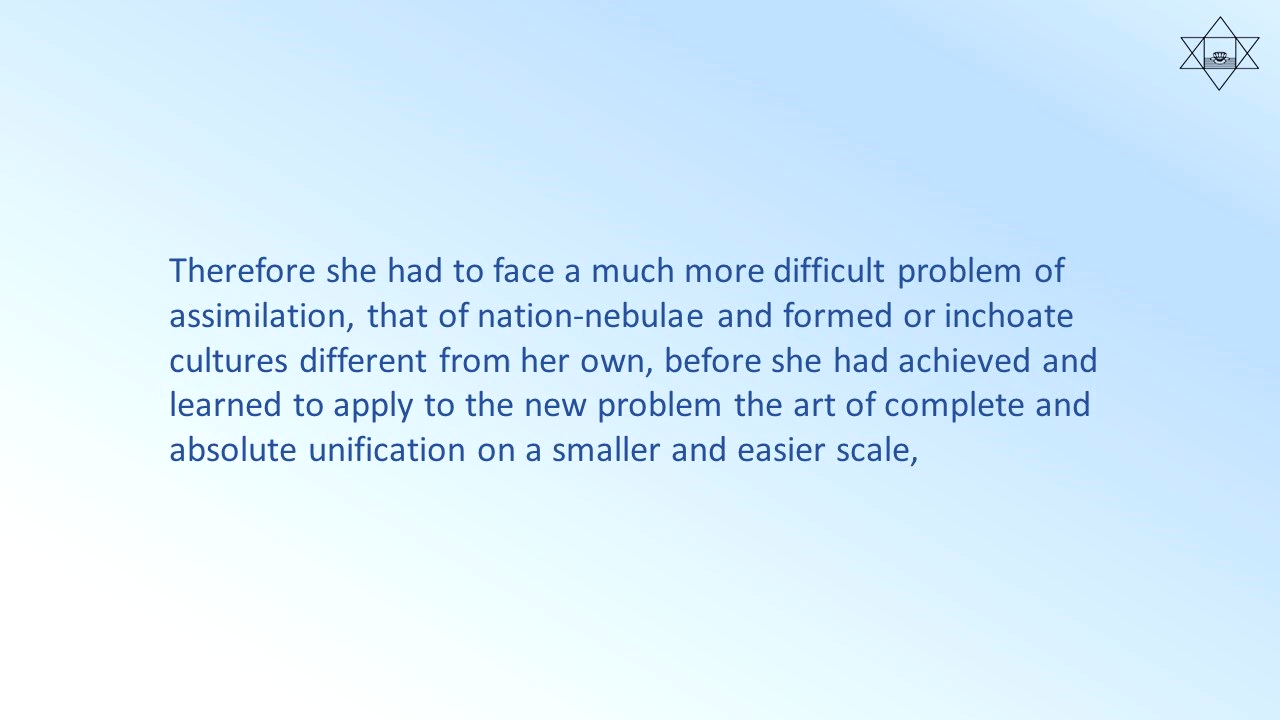 Therefore she had to face a much more difficult problem of
assimilation, that of nation-nebulae and formed or inchoate
cultures different from her own, before she had achieved and
learned to apply to the new problem the art of complete and
absolute unification on a smaller and easier scale,